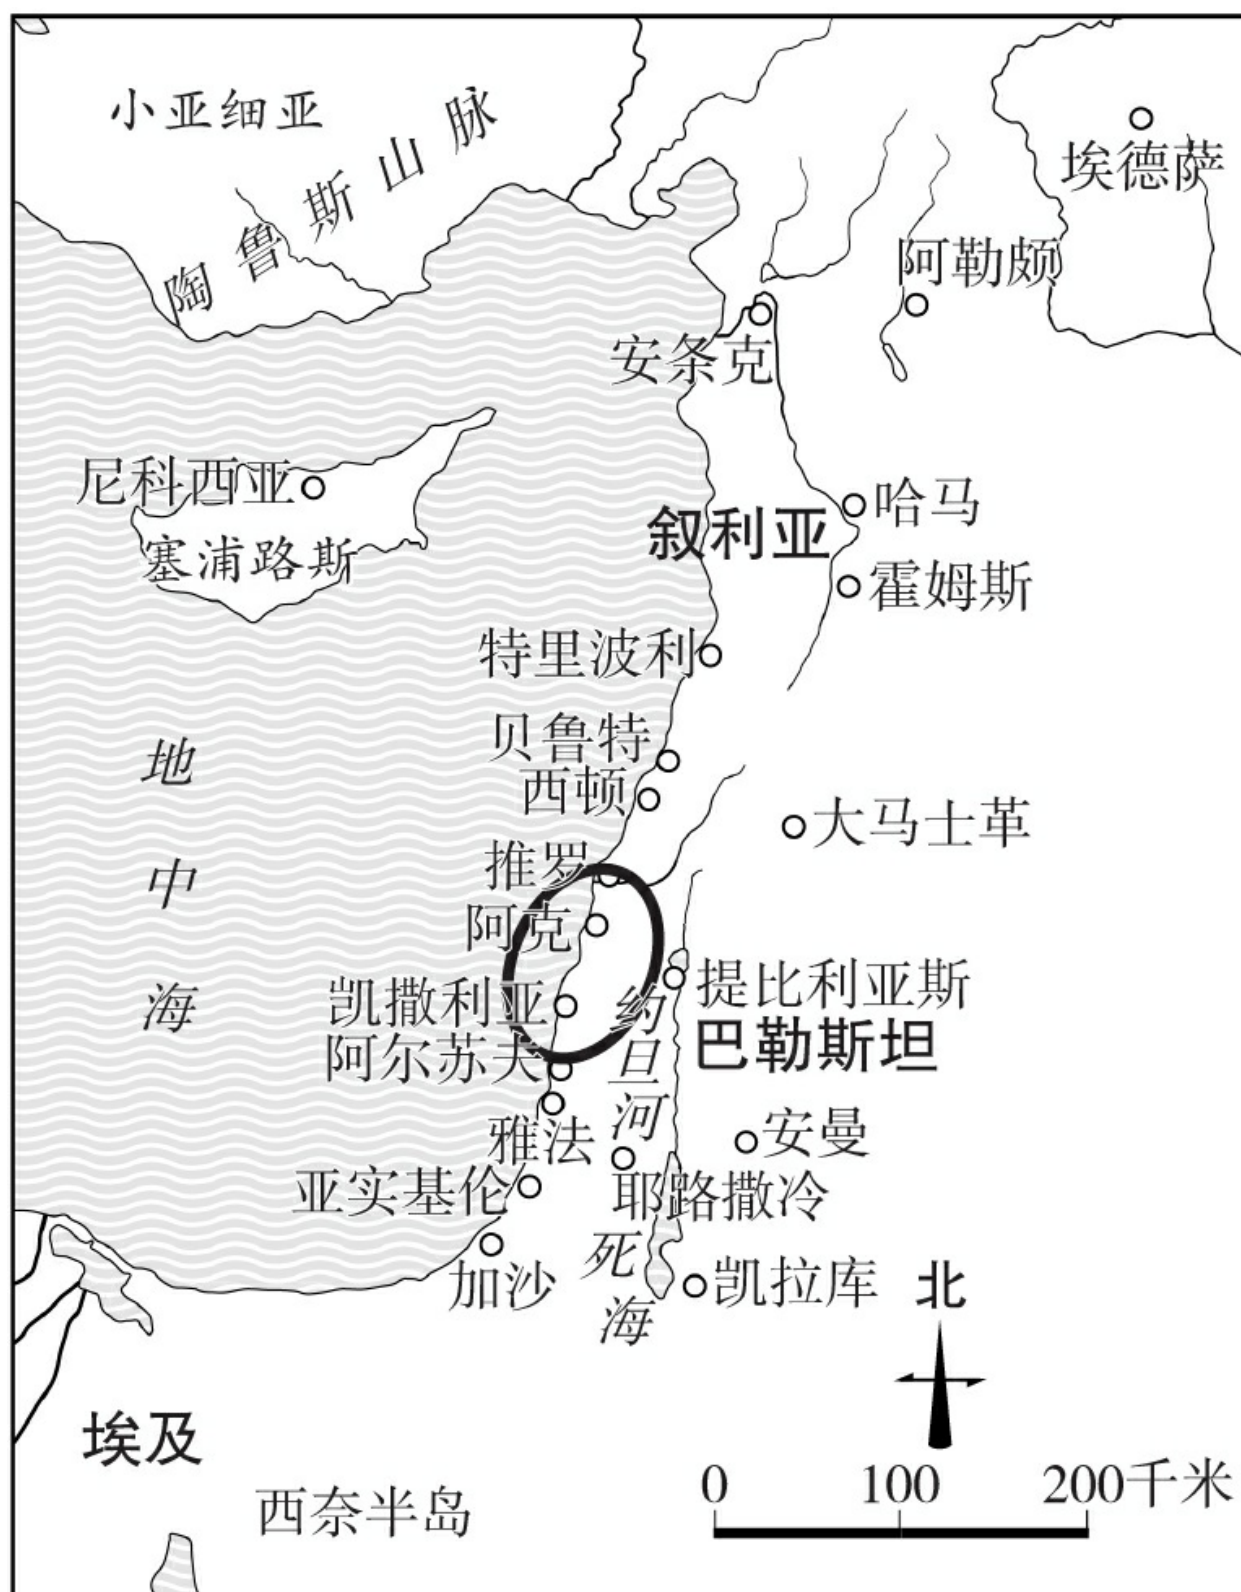 小亚细亚
陶鲁斯山脉
埃德萨
阿勒颇
安条克
尼科西亚
塞浦路斯
叙利亚
哈马
霍姆斯
特里波利
贝鲁特
西顿
大马士革
推罗
阿克
提比利亚斯
凯撒利亚
约旦河
巴勒斯坦
阿尔苏夫
雅法
安曼
亚实基伦
耶路撒冷
加沙
死海
凯拉库
地中海
北
埃及
西奈半岛
0 100 200千米